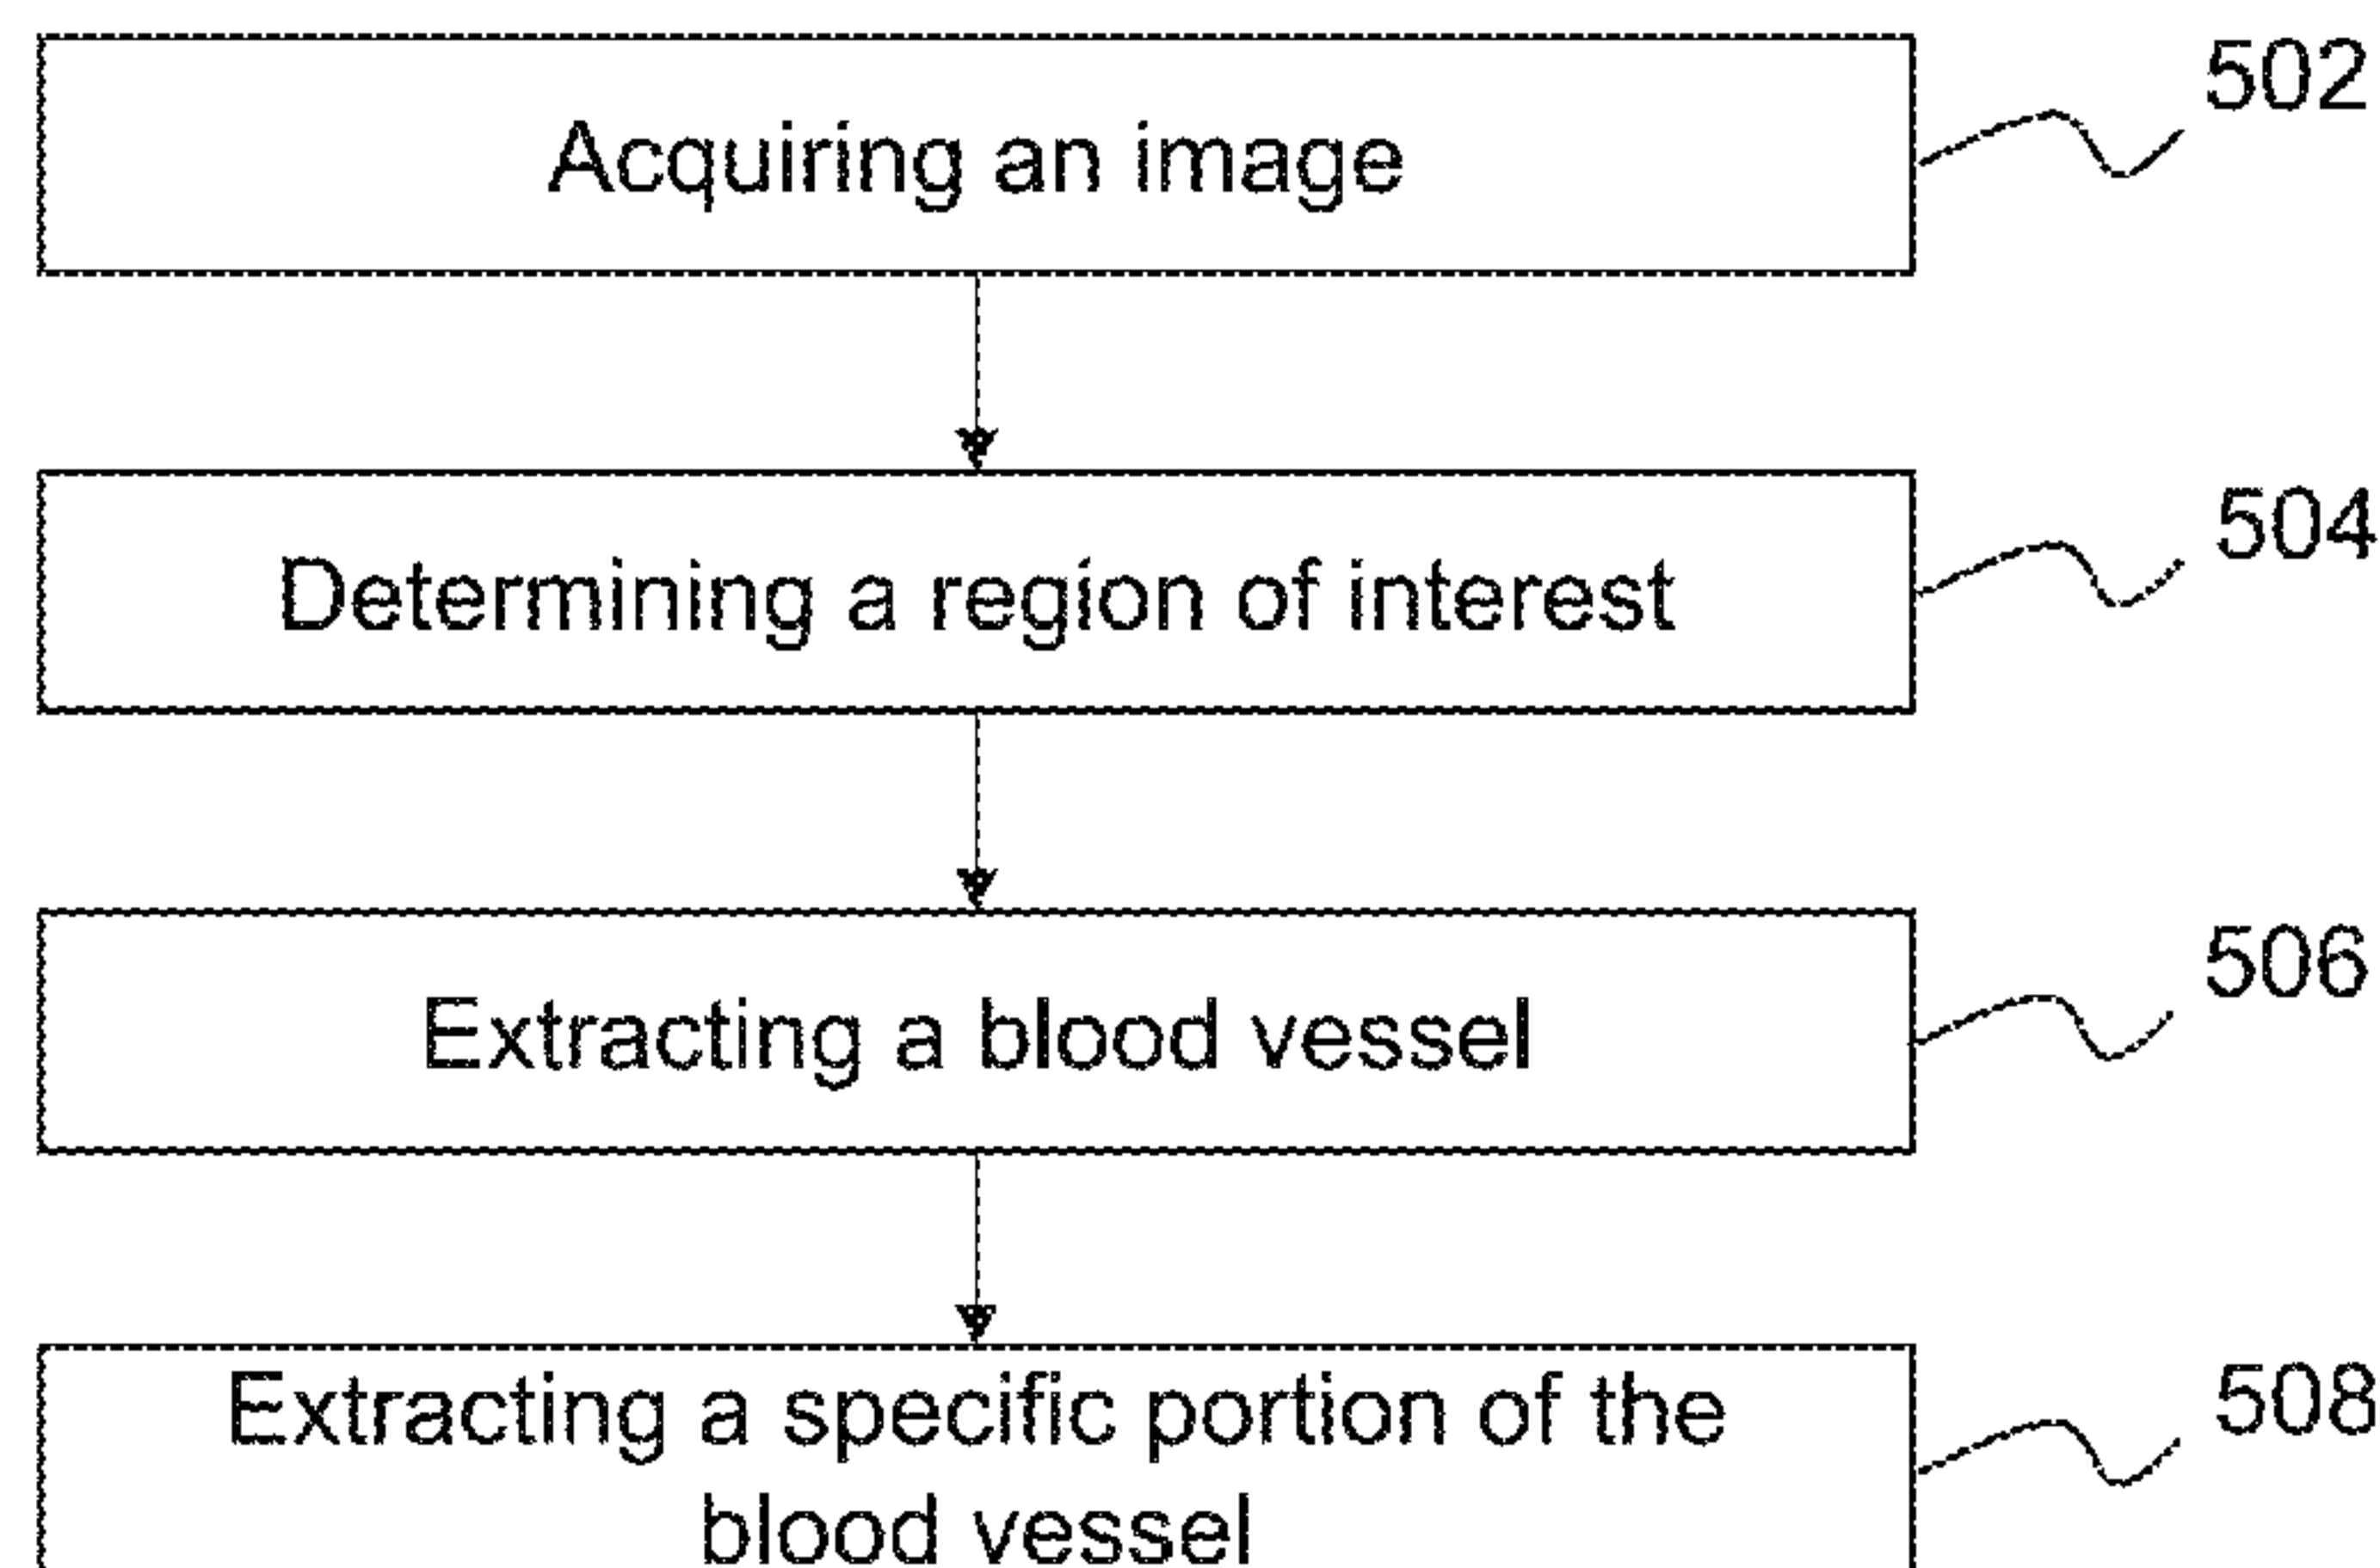 Acquiring an image
502
Determining a region of interest
504
Extracting a blood vessel
506
Extracting a specific portion of the
blood vessel
508